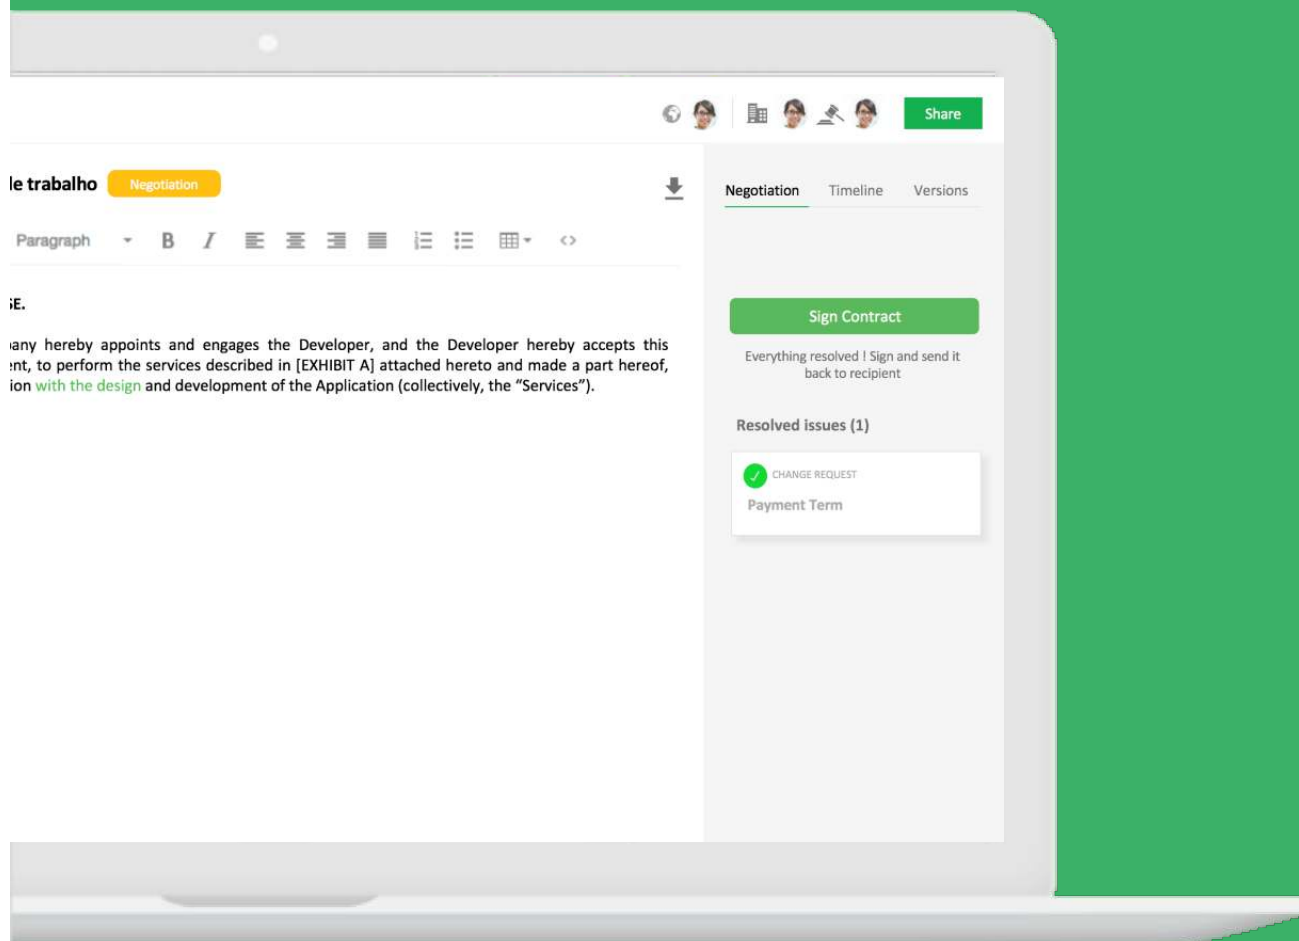 Share
le trabalho
Negotiation
Negotiation Timeline Versions
Paragraph B I
SE.
pany hereby appoints and engages the Developer, and the Developer hereby accepts this
ent, to perform the services described in [EXHIBIT A] attached hereto and made a part hereof,
ion with the design and development of the Application (collectively, the “Services”).
Sign Contract
Everything resolved ! Sign and send it
back to recipient
Resolved issues (1)
CHANGE REQUEST
Payment Term